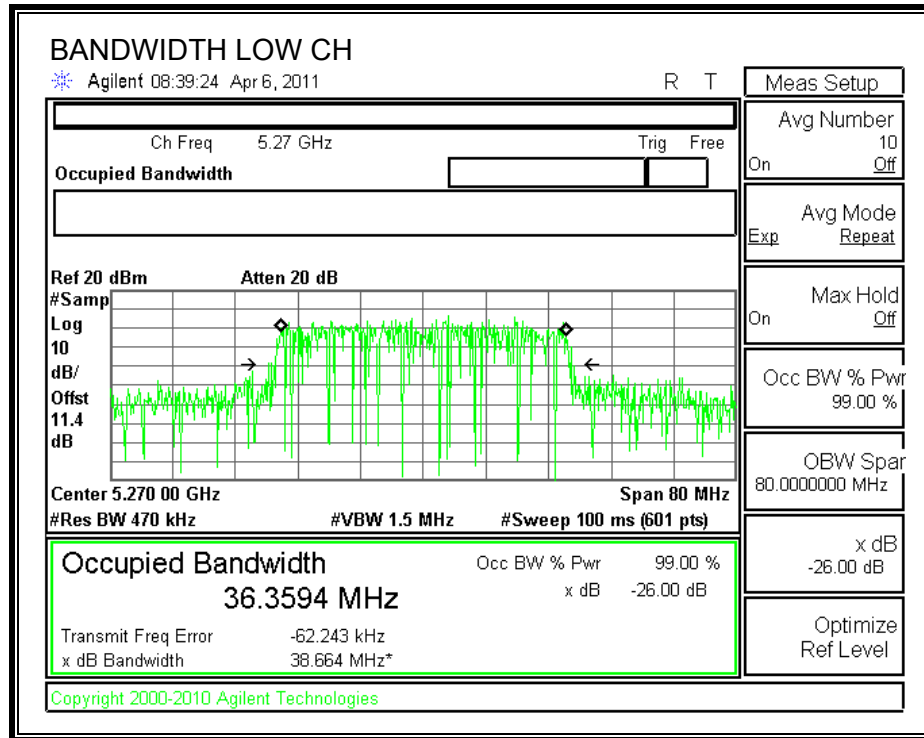 BANDWIDTH LOW CH
Agilent 08:39:24 Apr 6, 2011 R T
Ch Freq 5.27 GHz Trig Free
Occupied Bandwidth
Ref 20 dBm Atten 20 dB
#Samp
Log
10
dB/
Offst
11.4
dB
Center 5.270 00 GHz Span 80 MHz
#Res BW 470 kHz #VBW 1.5 MHz #Sweep 100 ms (601 pts)
Occupied Bandwidth
36.3594 MHz
Occ BW % Pwr 99.00 %
x dB -26.00 dB
Transmit Freq Error -62.243 kHz
x dB Bandwidth 38.664 MHz*
Copyright 2000-2010 Agilent Technologies
Meas Setup
Avg Number
10
On Off
Avg Mode
Exp Repeat
Max Hold
On Off
Occ BW % Pwr
99.00 %
OBW Span
80.0000000 MHz
x dB
-26.00 dB
Optimize
Ref Level